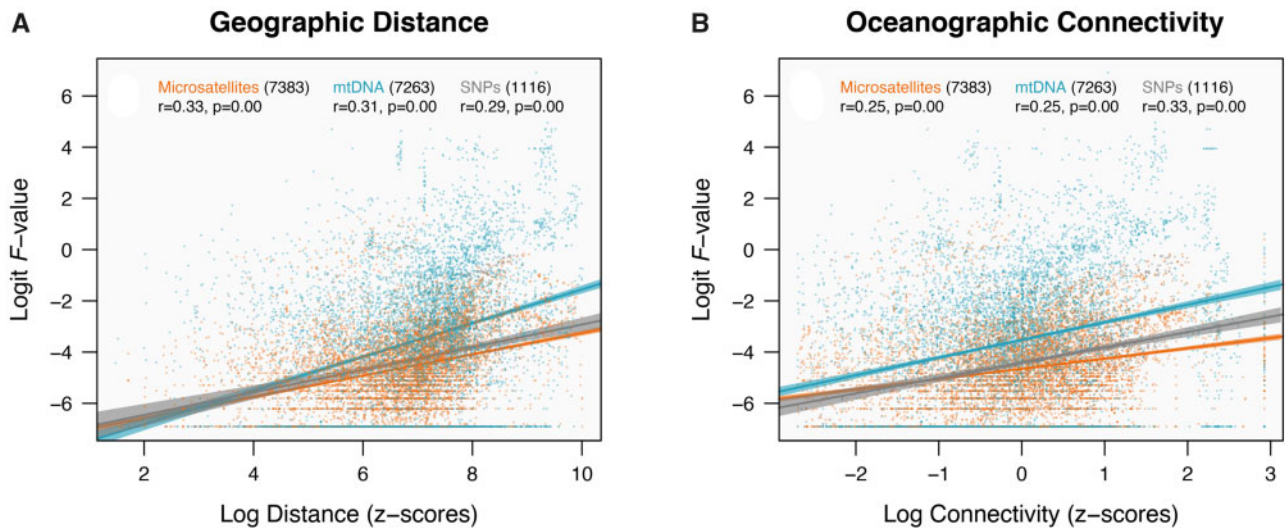 A Geographic Distance
Microsatellites (7383) mtDNA (7263) SNPs (1116)
r=0.33, p=0.00 r=0.31, p=0.00 r=0.29, p=0.00
6
4
2
0
−2
−4
−6
Logit F−value
2 4 6 8 10
Log Distance (z−scores)
B Oceanographic Connectivity
Microsatellites (7383) mtDNA (7263) SNPs (1116)
r=0.25, p=0.00 r=0.25, p=0.00 r=0.33, p=0.00
6
4
2
0
−2
−4
−6
Logit F−value
−2 −1 0 1 2 3
Log Connectivity (z−scores)